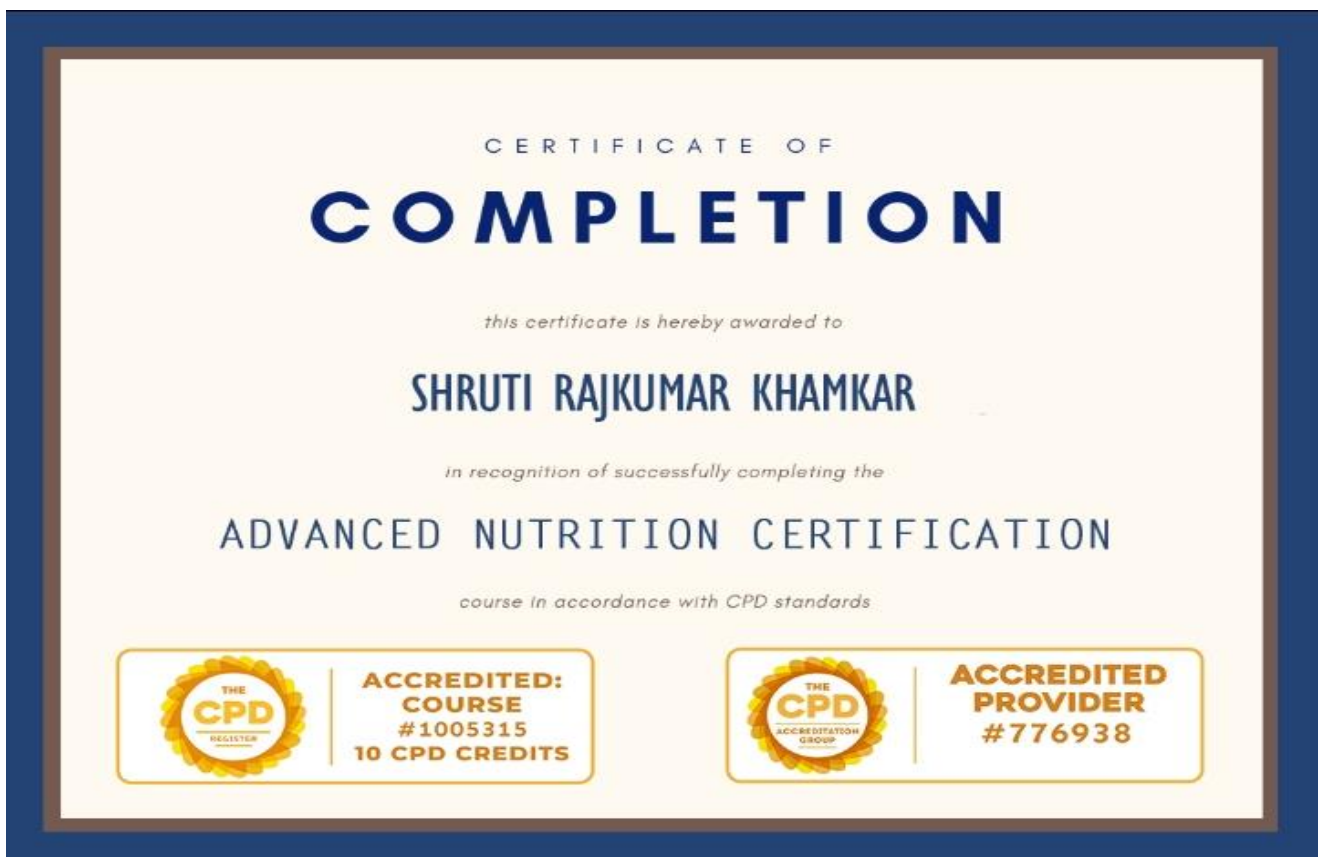 CERTIFICATE OF
COMPLETION
this certificate is hereby awarded to
SHRUTI RAJKUMAR KHAMKAR
in recognition of successfully completing the
ADVANCED NUTRITION CERTIFICATION
course in accordance with CPD standards
THE
CPD
REGISTER
ACCREDITED:
COURSE
#1005315
10 CPD CREDITS
THE
CPD
ACCREDITATION
GROUP
ACCREDITED
PROVIDER
#776938